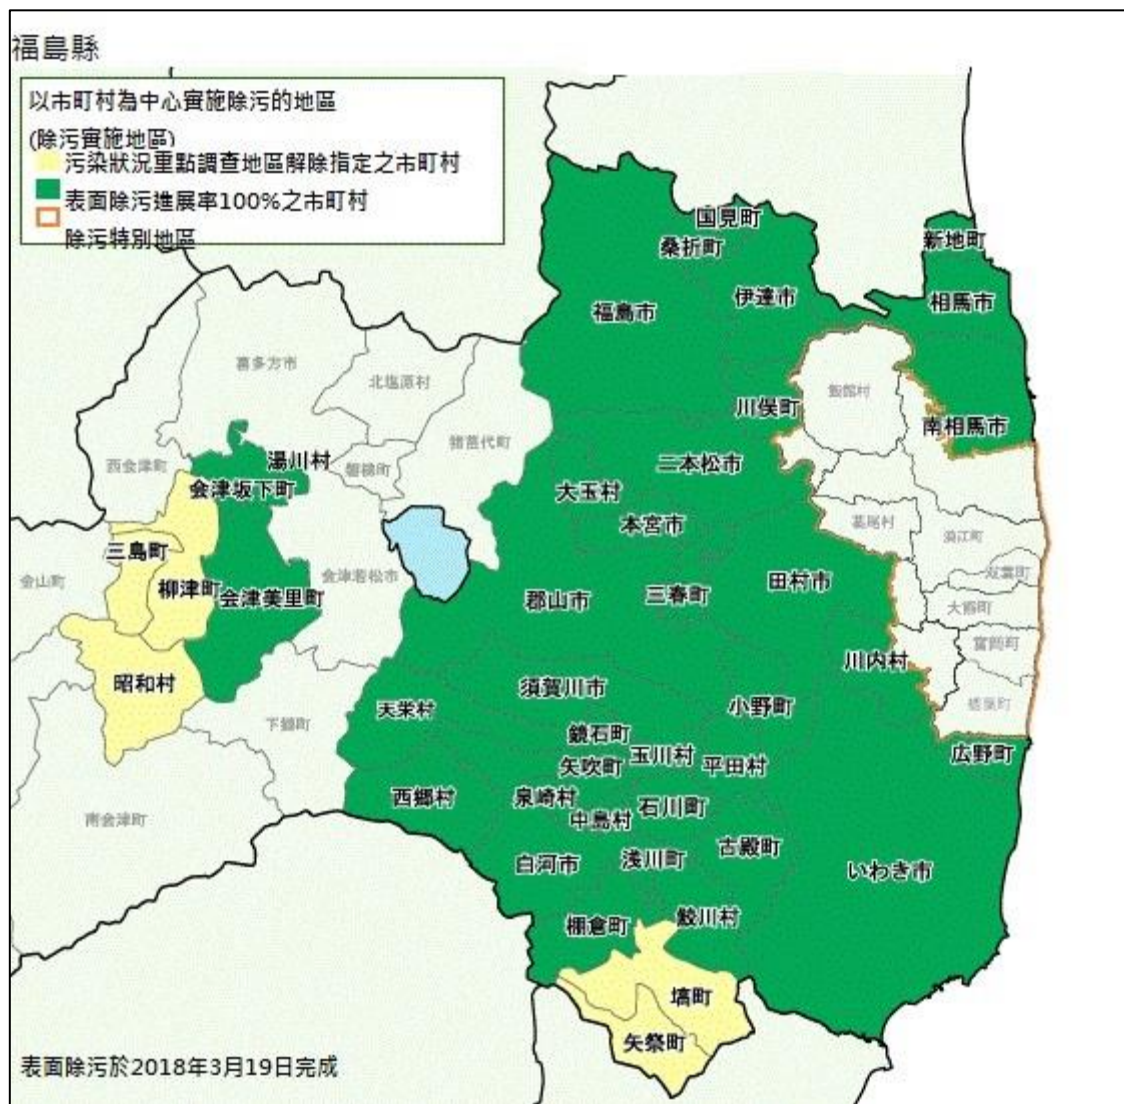 福島縣
以市町村為中心實施除污的地區
(除污實施地區)
污染狀況重點調查地區解除指定之市町村
表面除污進展率100%之市町村
除污特別地區
国見町
桑折町
新地町
伊達市
相馬市
福島市
喜多方市
北塩原村
飯館村
川俣町
猪苗代町
南相馬市
湯川村
西会津町
磐梯町
二本松市
会津坂下町
大玉村
本宮市
葛尾村
浪江町
三島町
双葉町
金山町
会津若松市
柳津町
会津美里町
田村市
郡山市
三春町
大熊町
富岡町
川内村
昭和村
須賀川市
楢葉町
天栄村
小野町
下郷町
鏡石町
玉川村
広野町
矢吹町
平田村
西郷村
泉崎村
石川町
中島村
南会津町
古殿町
浅川町
白河市
いわき市
鮫川村
棚倉町
塙町
矢祭町
表面除污於2018年3月19日完成